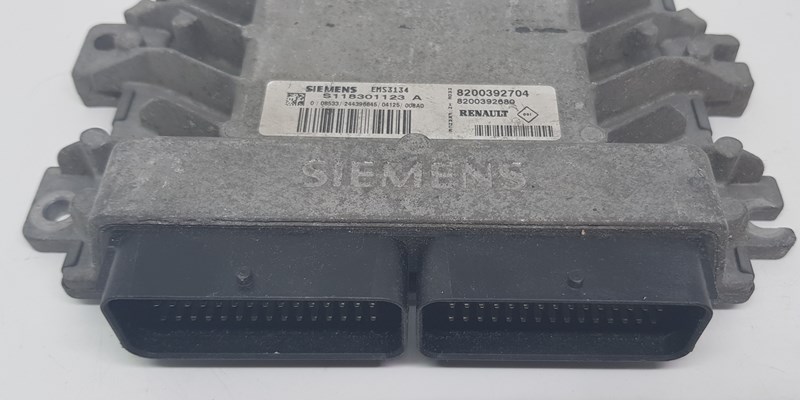 SIEMENS EMS3134
S118301123 A
8200392704
8200392680
RENAULT
SIEMENS